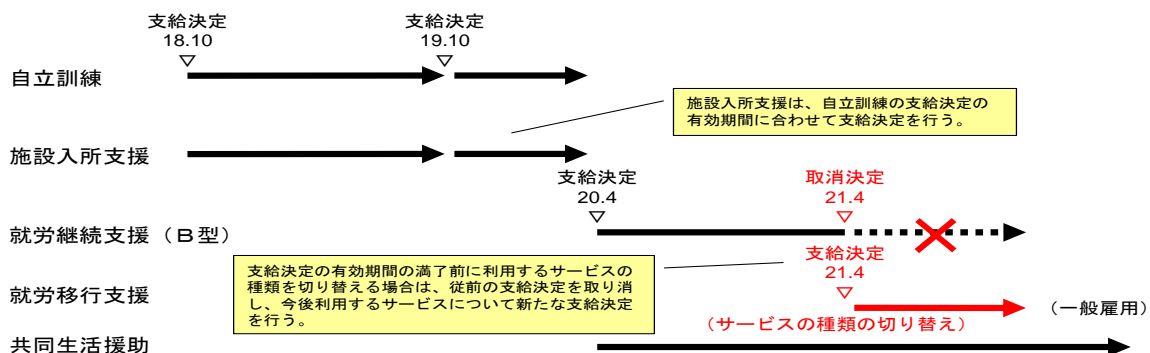 支給決定
18.10
▽
支給決定
19.10
▽
自立訓練
施設入所支援は、自立訓練の支給決定の
有効期間に合わせて支給決定を行う。
施設入所支援
支給決定
20.4
▽
取消決定
21.4
▽
就労継続支援（Ｂ型）
支給決定
21.4
▽
支給決定の有効期間の満了前に利用するサービスの
種類を切り替える場合は、従前の支給決定を取り消
し、今後利用するサービスについて新たな支給決定
を行う。
就労移行支援
（一般雇用）
（サービスの種類の切り替え）
共同生活援助